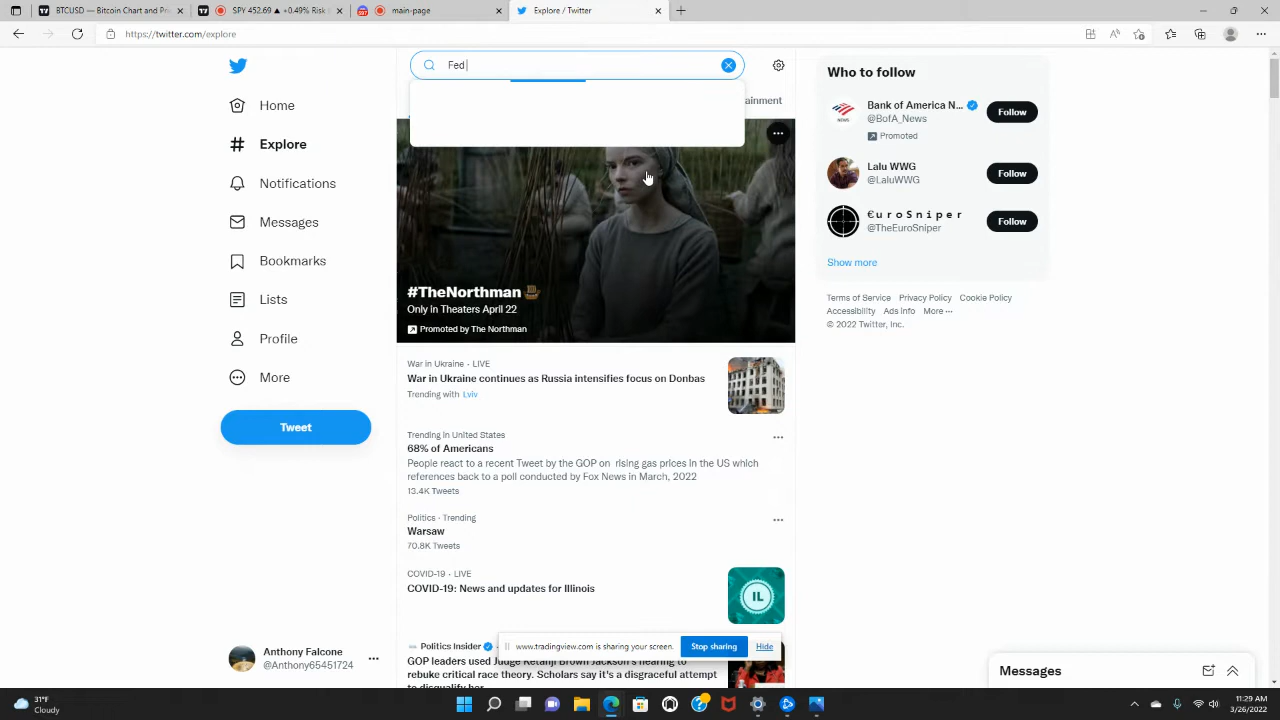 BTCUSD — Bitcoin Chart and Pric
SPY 452.69 ▲ +0.49% Ris
monday range
Explore / Twitter
https://twitter.com/explore
Fed
ainment
Home
Explore
Notifications
Messages
Bookmarks
Lists
Profile
More
Tweet
Anthony Falcone
@Anthony65451724
#TheNorthman
Only in Theaters April 22
Promoted by The Northman
War in Ukraine · LIVE
War in Ukraine continues as Russia intensifies focus on Donbas
Trending with Lviv
Trending in United States
68% of Americans
People react to a recent Tweet by the GOP on rising gas prices in the US which
references back to a poll conducted by Fox News in March, 2022
13.4K Tweets
Politics · Trending
Warsaw
70.8K Tweets
COVID-19 · LIVE
COVID-19: News and updates for Illinois
IL
Politics Insider
www.tradingview.com is sharing your screen.
Stop sharing
Hide
GOP leaders used Judge Ketanji Brown Jackson's hearing to
rebuke critical race theory. Scholars say it's a disgraceful attempt
to disqualify her
Who to follow
NEWS
Bank of America N...
@BofA_News
Promoted
Follow
Lalu WWG
@LaluWWG
Follow
€ u r o S n i p e r
@TheEuroSniper
Follow
Show more
Terms of Service Privacy Policy Cookie Policy
Accessibility Ads info More ···
© 2022 Twitter, Inc.
Messages
31°F
Cloudy
11:29 AM
3/26/2022